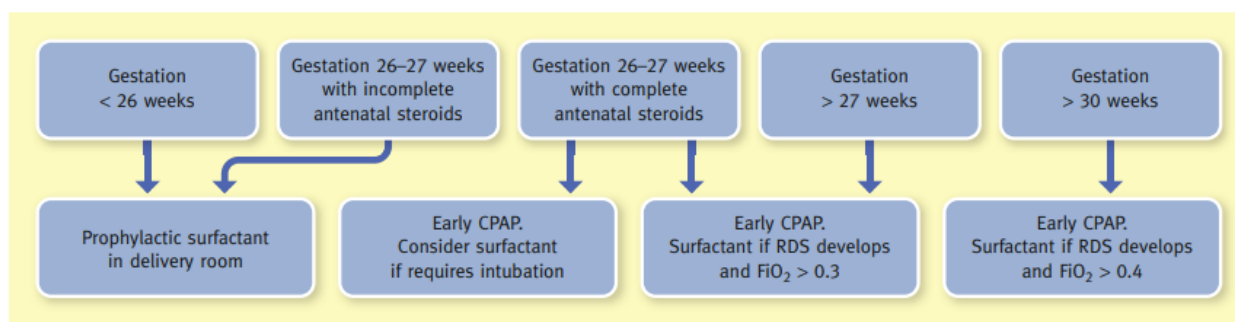 Gestation
< 26 weeks
Gestation 26–27 weeks
with incomplete
antenatal steroids
Gestation 26–27 weeks
with complete
antenatal steroids
Gestation
> 27 weeks
Gestation
> 30 weeks
Prophylactic surfactant
in delivery room
Early CPAP.
Consider surfactant
if requires intubation
Early CPAP.
Surfactant if RDS develops
and FiO₂ > 0.3
Early CPAP.
Surfactant if RDS develops
and FiO₂ > 0.4